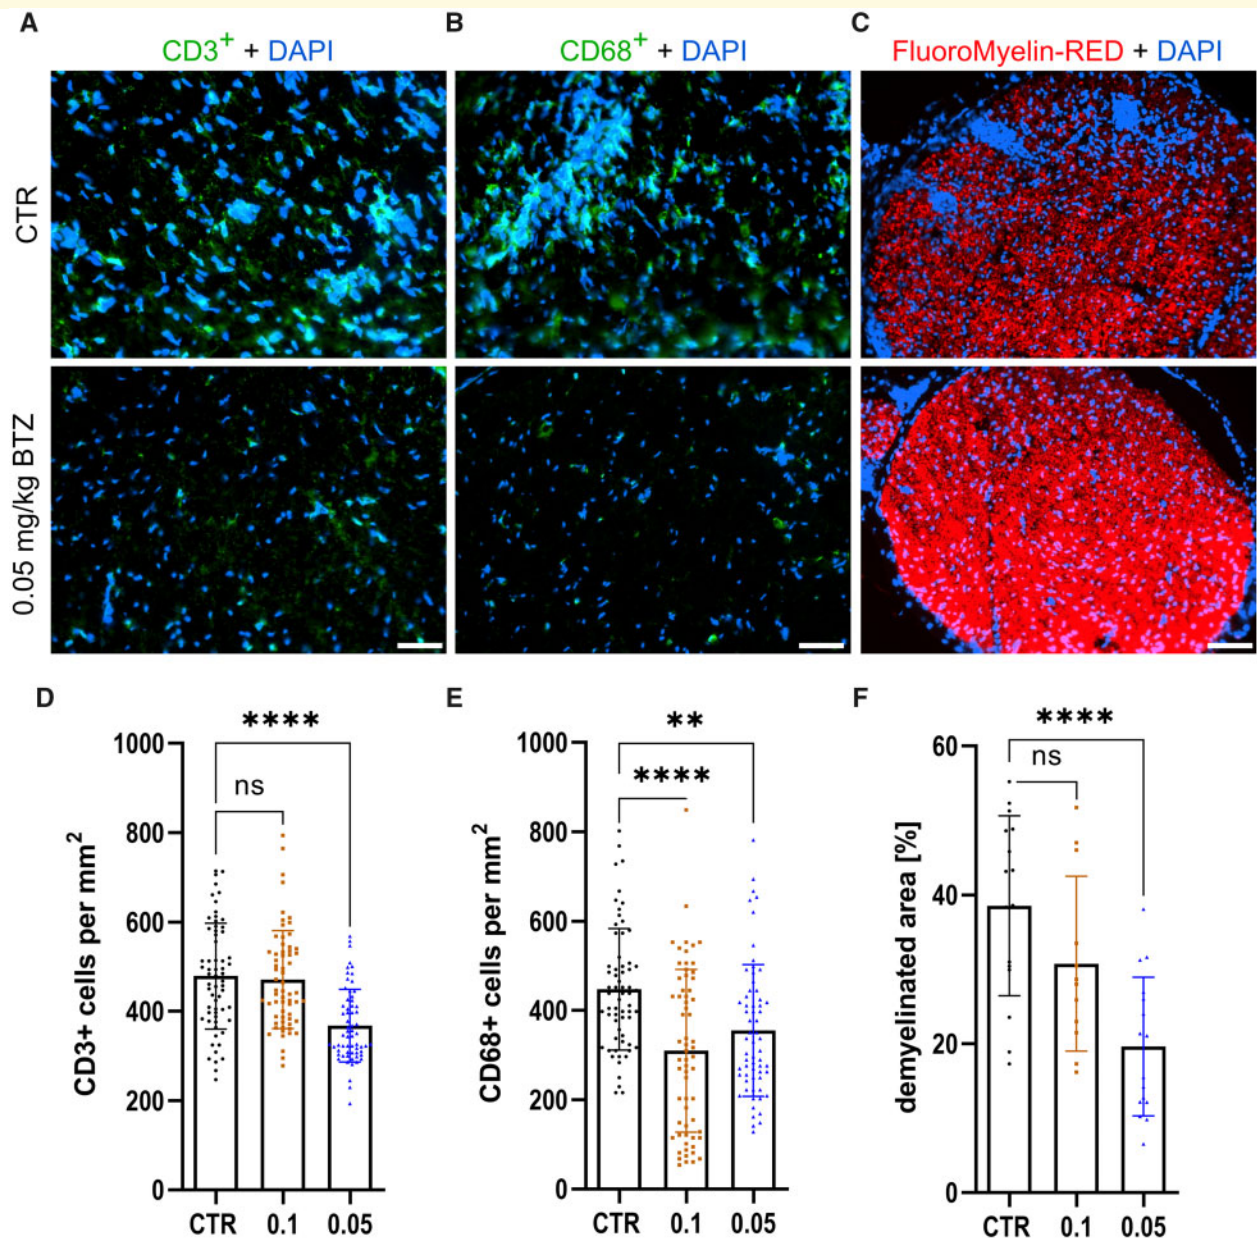 A
CD3⁺ + DAPI
B
CD68⁺ + DAPI
C
FluoroMyelin-RED + DAPI
CTR
0.05 mg/kg BTZ
D
CD3+ cells per mm²
1000
800
600
400
200
0
****
ns
CTR 0.1 0.05
E
CD68+ cells per mm²
1000
800
600
400
200
0
**
****
CTR 0.1 0.05
F
demyelinated area [%]
60
40
20
0
****
ns
CTR 0.1 0.05